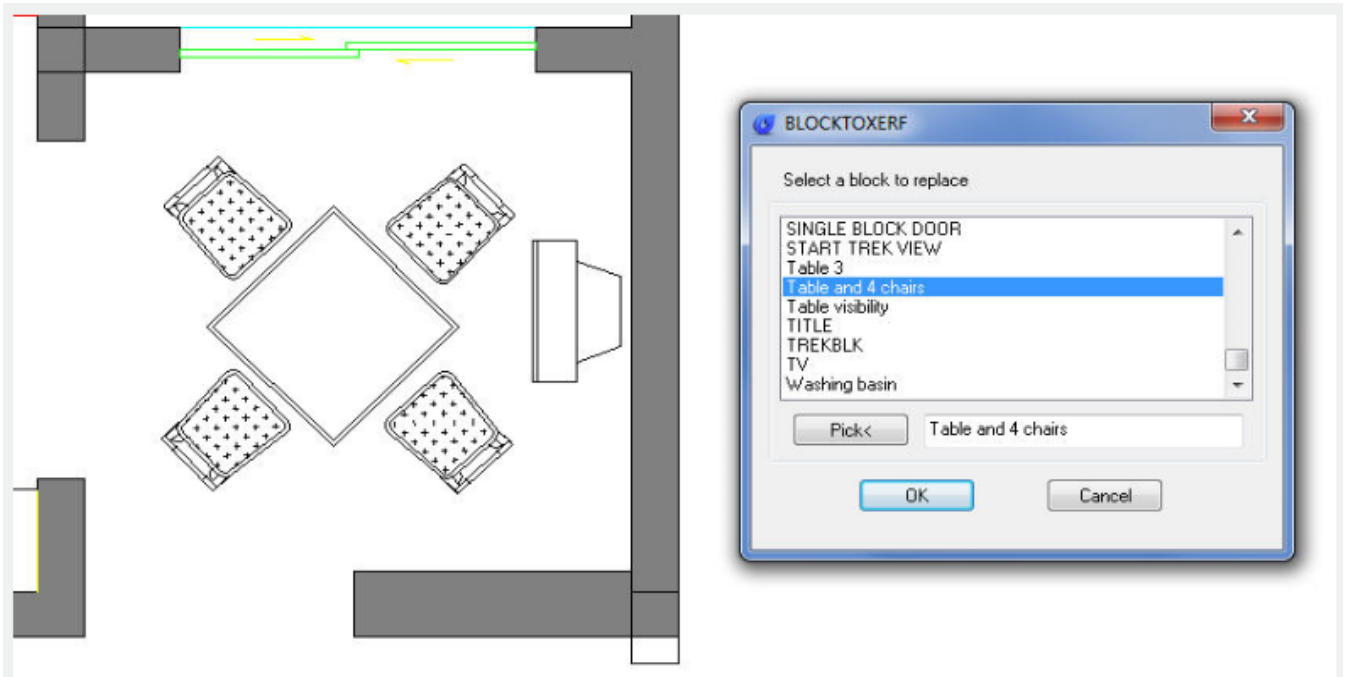 BLOCKTOXERF
Select a block to replace
SINGLE BLOCK DOOR
START TREK VIEW
Table 3
Table and 4 chairs
Table visibility
TITLE
TREKBLK
TV
Washing basin
Pick< Table and 4 chairs
OK Cancel